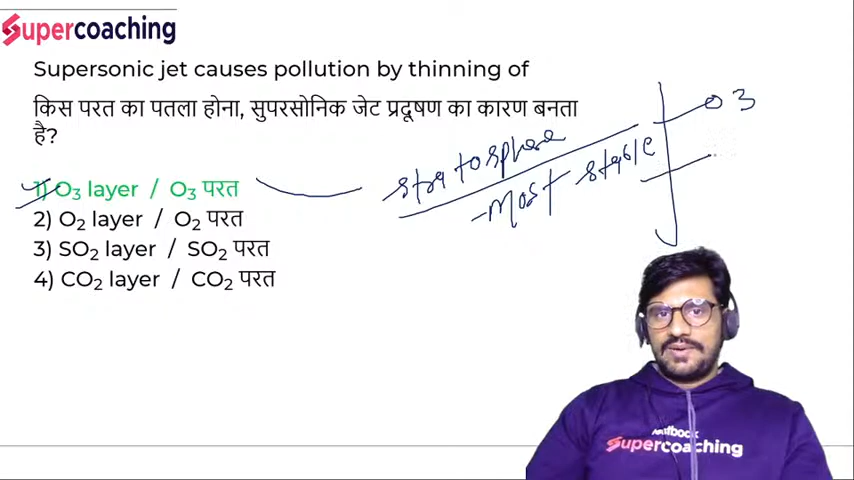 Supercoaching
Supersonic jet causes pollution by thinning of
किस परत का पतला होना, सुपरसोनिक जेट प्रदूषण का कारण बनता
है?
1) O₃ layer / O₃ परत
2) O₂ layer / O₂ परत
3) SO₂ layer / SO₂ परत
4) CO₂ layer / CO₂ परत
stratosphere
-most stable
O3
testbook
Supercoaching